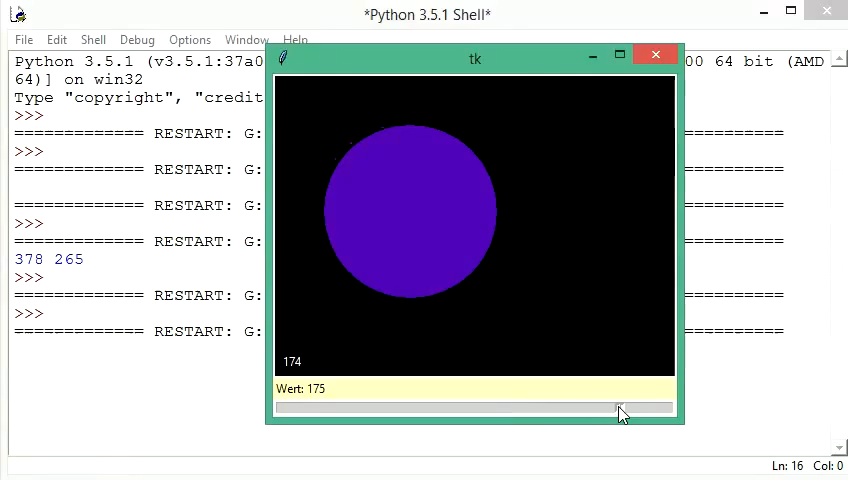 *Python 3.5.1 Shell*
File Edit Shell Debug Options Window Help
Python 3.5.1 (v3.5.1:37a0 00 64 bit (AMD
64)] on win32
Type "copyright", "credit
>>>
============= RESTART: G: =========
>>>
============= RESTART: G: =========
============= RESTART: G: =========
>>>
============= RESTART: G: =========
378 265
>>>
============= RESTART: G: =========
>>>
============= RESTART: G: =========
tk
174
Wert: 175
Ln: 16 Col: 0